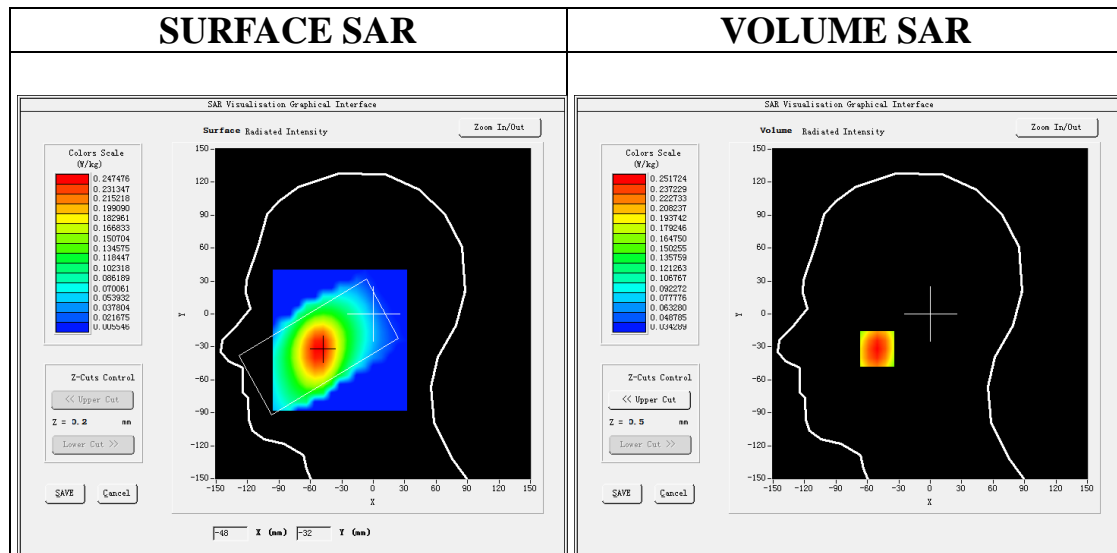 SURFACE SAR
VOLUME SAR
SAR Visualisation Graphical Interface
Surface Radiated Intensity
Zoom In/Out
Colors Scale
(W/kg)
0.247476
0.231347
0.215218
0.199090
0.182961
0.166833
0.150704
0.134575
0.118447
0.102318
0.086189
0.070061
0.053932
0.037804
0.021675
0.005546
Z-Cuts Control
<< Upper Cut
Z = 0.2 mm
Lower Cut >>
SAVE Cancel
150
120
90
60
30
0
-30
-60
-90
-120
-150
Y
-150 -120 -90 -60 -30 0 30 60 90 120 150
X
-48 X (mm) -32 Y (mm)
SAR Visualisation Graphical Interface
Volume Radiated Intensity
Zoom In/Out
Colors Scale
(W/kg)
0.251724
0.237229
0.222733
0.208237
0.193742
0.179246
0.164750
0.150255
0.135759
0.121263
0.106767
0.092272
0.077776
0.063280
0.048785
0.034289
Z-Cuts Control
<< Upper Cut
Z = 0.5 mm
Lower Cut >>
SAVE Cancel
150
120
90
60
30
0
-30
-60
-90
-120
-150
Y
-150 -120 -90 -60 -30 0 30 60 90 120 150
X